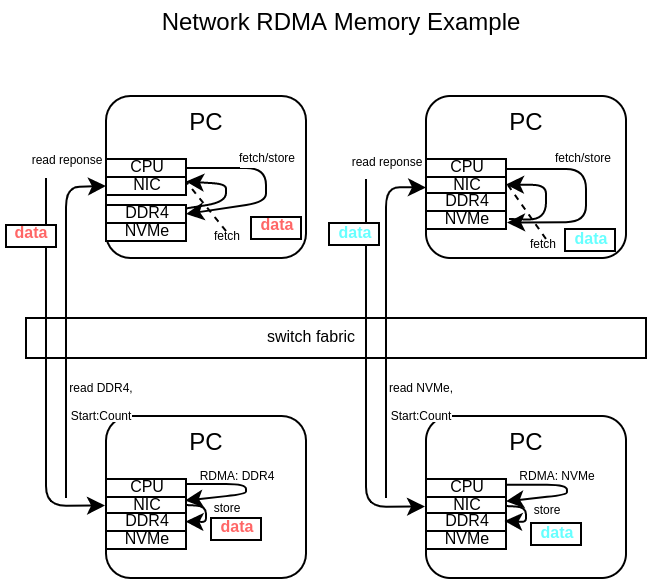 Network RDMA Memory Example
PC
PC
read reponse
fetch/store
read reponse
fetch/store
CPU
NIC
DDR4
NVMe
CPU
NIC
DDR4
NVMe
data
data
fetch
data
data
fetch
switch fabric
read DDR4,
Start:Count
read NVMe,
Start:Count
PC
PC
RDMA: DDR4
RDMA: NVMe
CPU
NIC
DDR4
NVMe
store
data
CPU
NIC
DDR4
NVMe
store
data